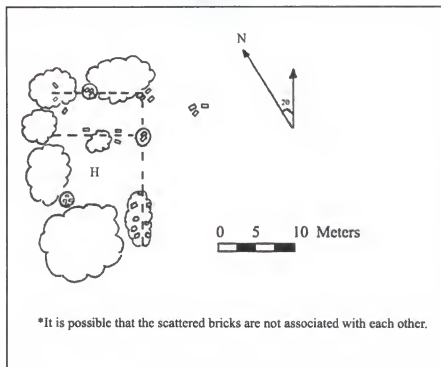 N
20
H
0 5 10 Meters
*It is possible that the scattered bricks are not associated with each other.